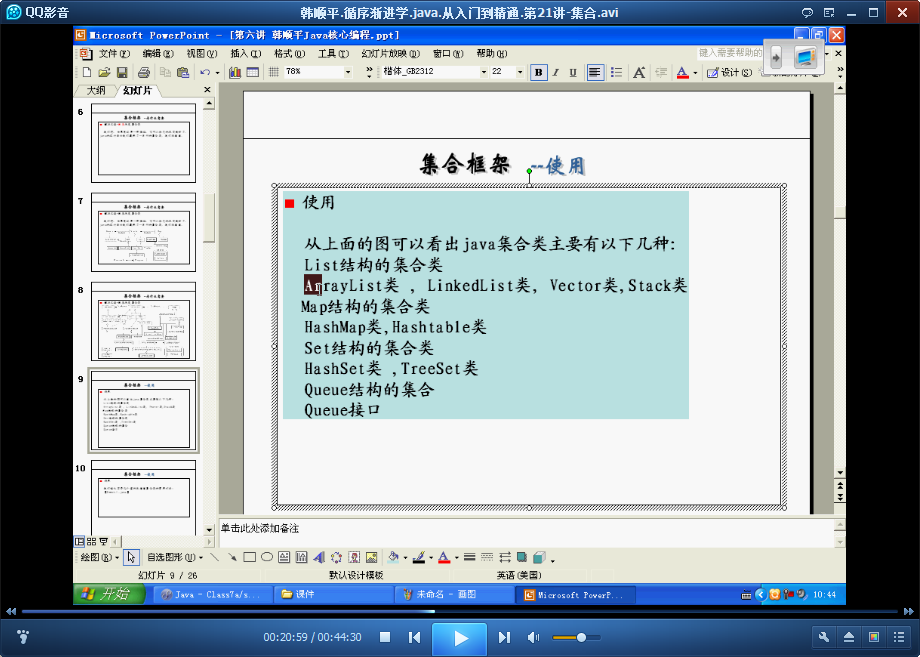 QQ影音
韩顺平.循序渐进学.java.从入门到精通.第21讲-集合.avi
Microsoft PowerPoint - [第六讲 韩顺平Java核心编程.ppt]
文件(F) 编辑(E) 视图(V) 插入(I) 格式(O) 工具(T) 幻灯片放映(D) 窗口(W) 帮助(H) 键入需要帮助的
78% 楷体_GB2312 22 B I U A A 设计(S)
大纲 幻灯片
6
7
8
9
10
集合框架 --使用
使用
从上面的图可以看出java集合类主要有以下几种:
List结构的集合类
ArrayList类 , LinkedList类, Vector类,Stack类
Map结构的集合类
HashMap类,Hashtable类
Set结构的集合类
HashSet类 ,TreeSet类
Queue结构的集合
Queue接口
单击此处添加备注
绘图(R) 自选图形(U)
幻灯片 9 / 26 默认设计模板 英语(美国)
开始 Java - Class7a/s... 课件 未命名 - 画图 Microsoft PowerP... 10:44
00:20:59 / 00:44:30